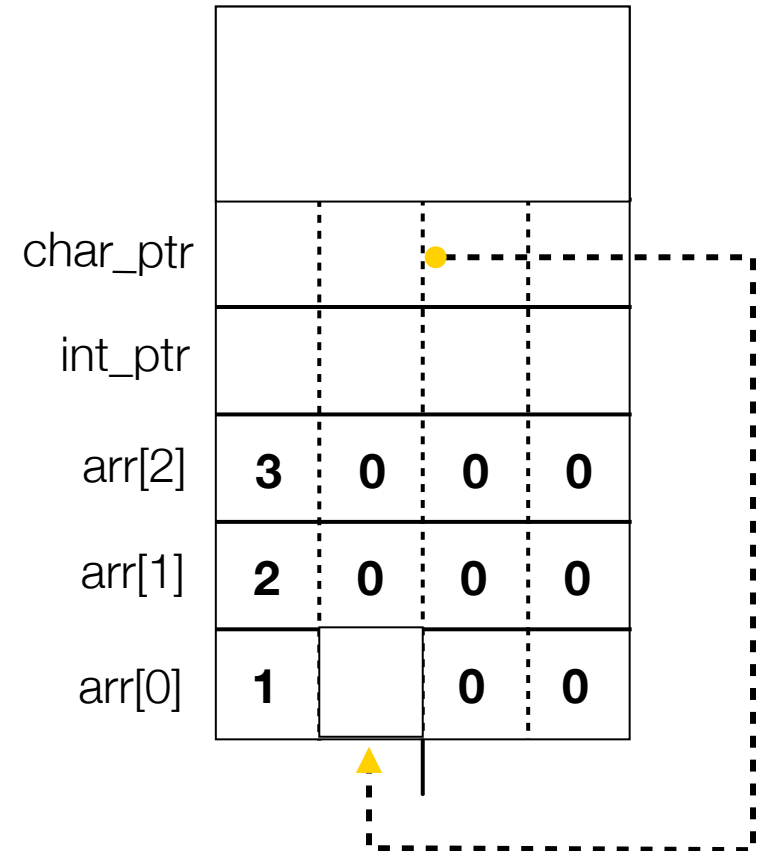 char_ptr
int_ptr
arr[2] 3 0 0 0
arr[1] 2 0 0 0
arr[0] 1 0 0